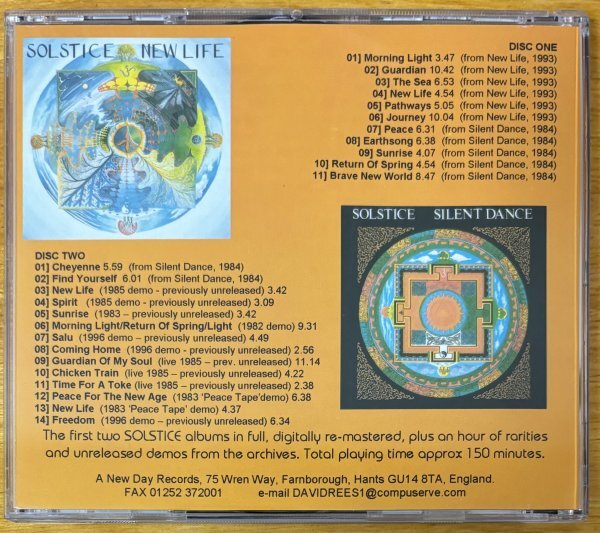 SOLSTICE NEW LIFE
DISC ONE
01] Morning Light 3.47 (from New Life, 1993)
02] Guardian 10.42 (from New Life, 1993)
03] The Sea 6.53 (from New Life, 1993)
04] New Life 4.54 (from New Life, 1993)
05] Pathways 5.05 (from New Life, 1993)
06] Journey 10.04 (from New Life, 1993)
07] Peace 6.31 (from Silent Dance, 1984)
08] Earthsong 6.38 (from Silent Dance, 1984)
09] Sunrise 4.07 (from Silent Dance, 1984)
10] Return Of Spring 4.54 (from Silent Dance, 1984)
11] Brave New World 8.47 (from Silent Dance, 1984)
SOLSTICE SILENT DANCE
DISC TWO
01] Cheyenne 5.59 (from Silent Dance, 1984)
02] Find Yourself 6.01 (from Silent Dance, 1984)
03] New Life (1985 demo - previously unreleased) 3.42
04] Spirit (1985 demo – previously unreleased) 3.09
05] Sunrise (1983 – previously unreleased) 3.42
06] Morning Light/Return Of Spring/Light (1982 demo) 9.31
07] Salu (1996 demo – previously unreleased) 4.49
08] Coming Home (1996 demo - previously unreleased) 2.56
09] Guardian Of My Soul (live 1985 – prev. unreleased) 11.14
10] Chicken Train (live 1985 – previously unreleased) 4.22
11] Time For A Toke (live 1985 – previously unreleased) 2.38
12] Peace For The New Age (1983 'Peace Tape'demo) 6.38
13] New Life (1983 'Peace Tape' demo) 4.37
14] Freedom (1996 demo – previously unreleased) 6.34
The first two SOLSTICE albums in full, digitally re-mastered, plus an hour of rarities
and unreleased demos from the archives. Total playing time approx 150 minutes.
A New Day Records, 75 Wren Way, Farnborough, Hants GU14 8TA, England.
FAX 01252 372001 e-mail DAVIDREES1@compuserve.com